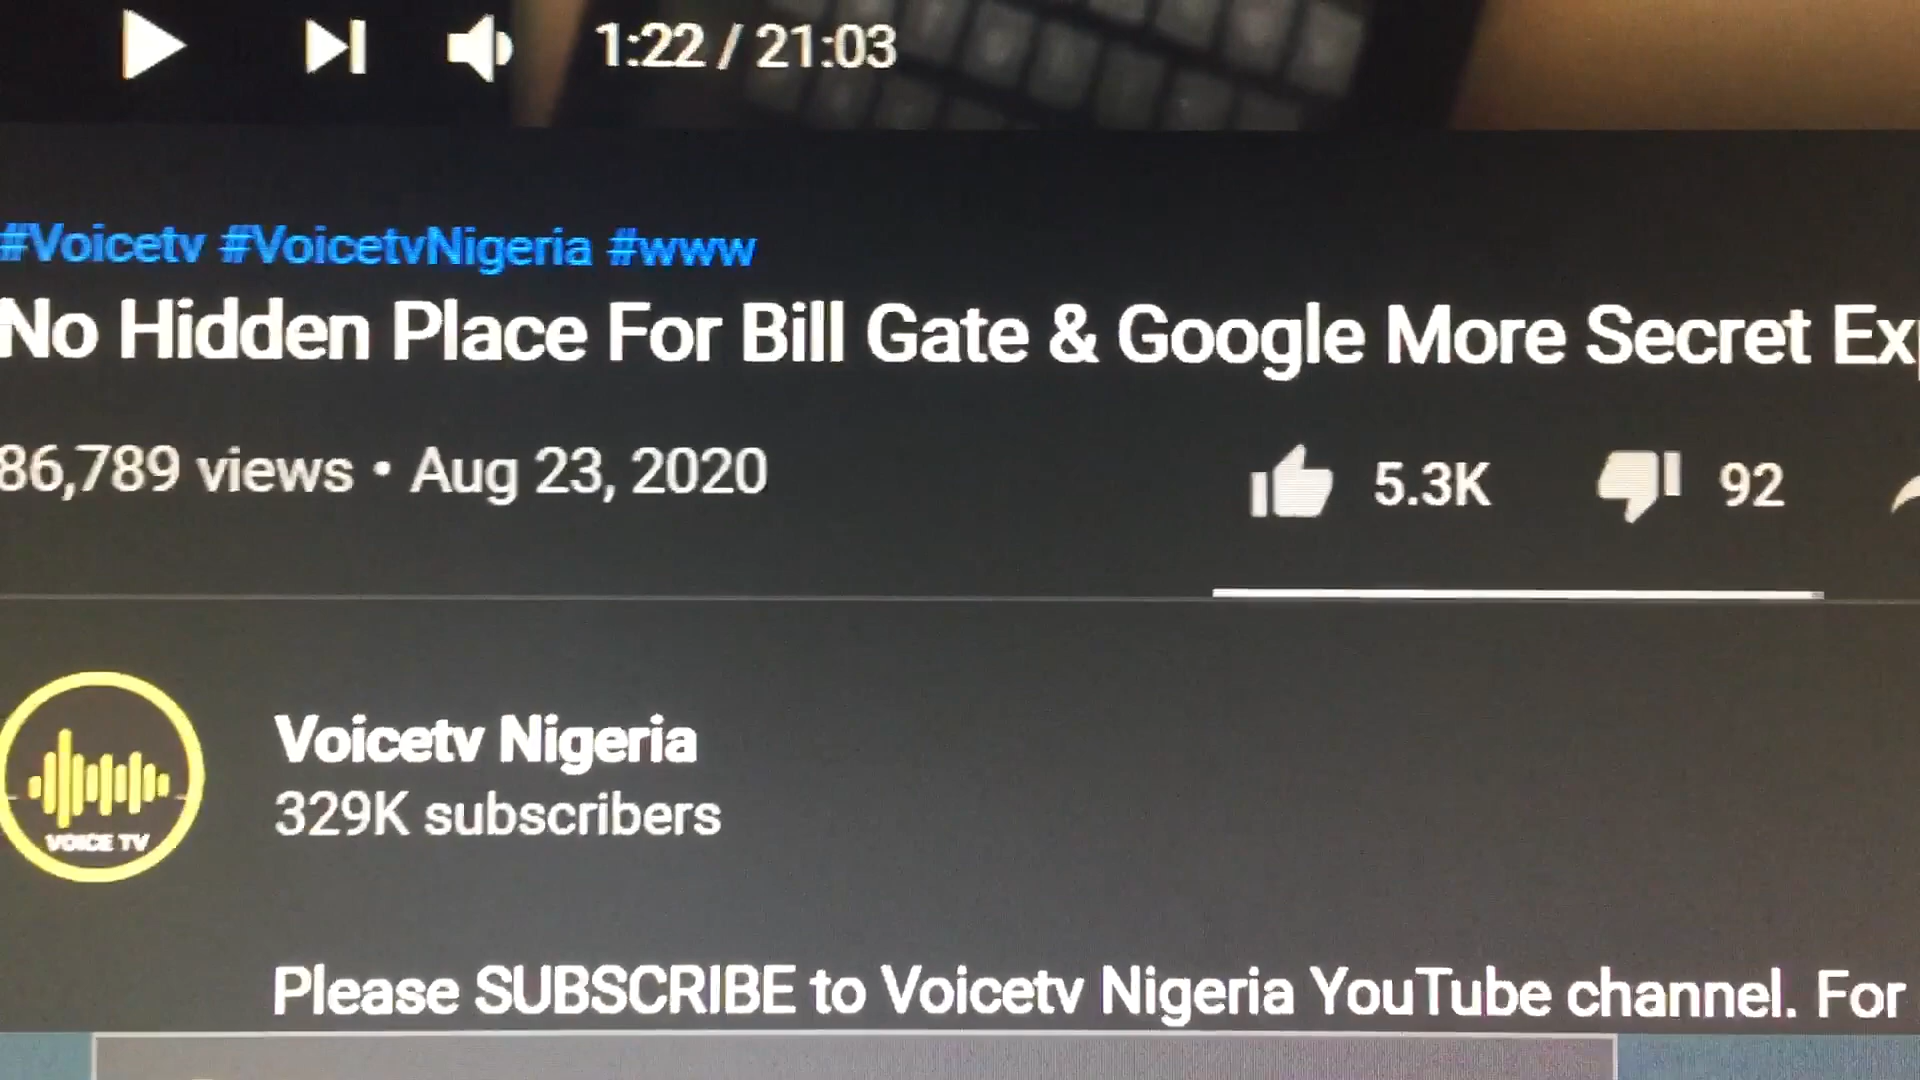 1:22 / 21:03
#Voicetv #VoicetvNigeria #www
No Hidden Place For Bill Gate & Google More Secret
86,789 views • Aug 23, 2020
5.3K 92
VOICE TV
Voicetv Nigeria
329K subscribers
Please SUBSCRIBE to Voicetv Nigeria YouTube channel. For